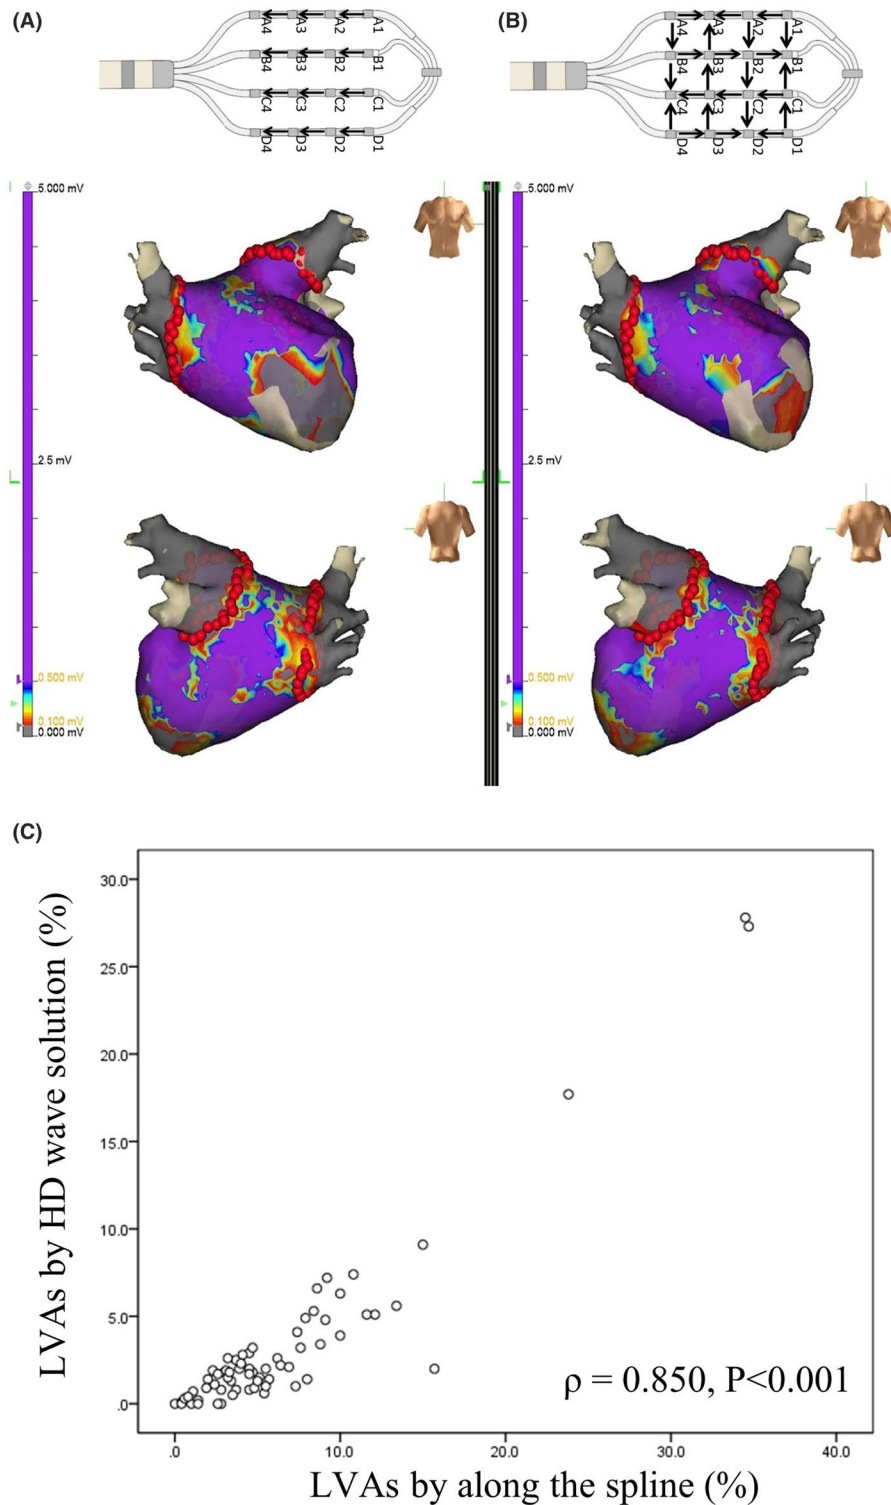 (A)
A4 A3 A2 A1
B4 B3 B2 B1
C4 C3 C2 C1
D4 D3 D2 D1
(B)
A4 A3 A2 A1
B4 B3 B2 B1
C4 C3 C2 C1
D4 D3 D2 D1
5.000 mV
2.5 mV
0.500 mV
0.100 mV
0.000 mV
5.000 mV
2.5 mV
0.500 mV
0.100 mV
0.000 mV
(C)
LVAs by HD wave solution (%)
30.0
25.0
20.0
15.0
10.0
5.0
.0
ρ = 0.850, P<0.001
.0 10.0 20.0 30.0 40.0
LVAs by along the spline (%)